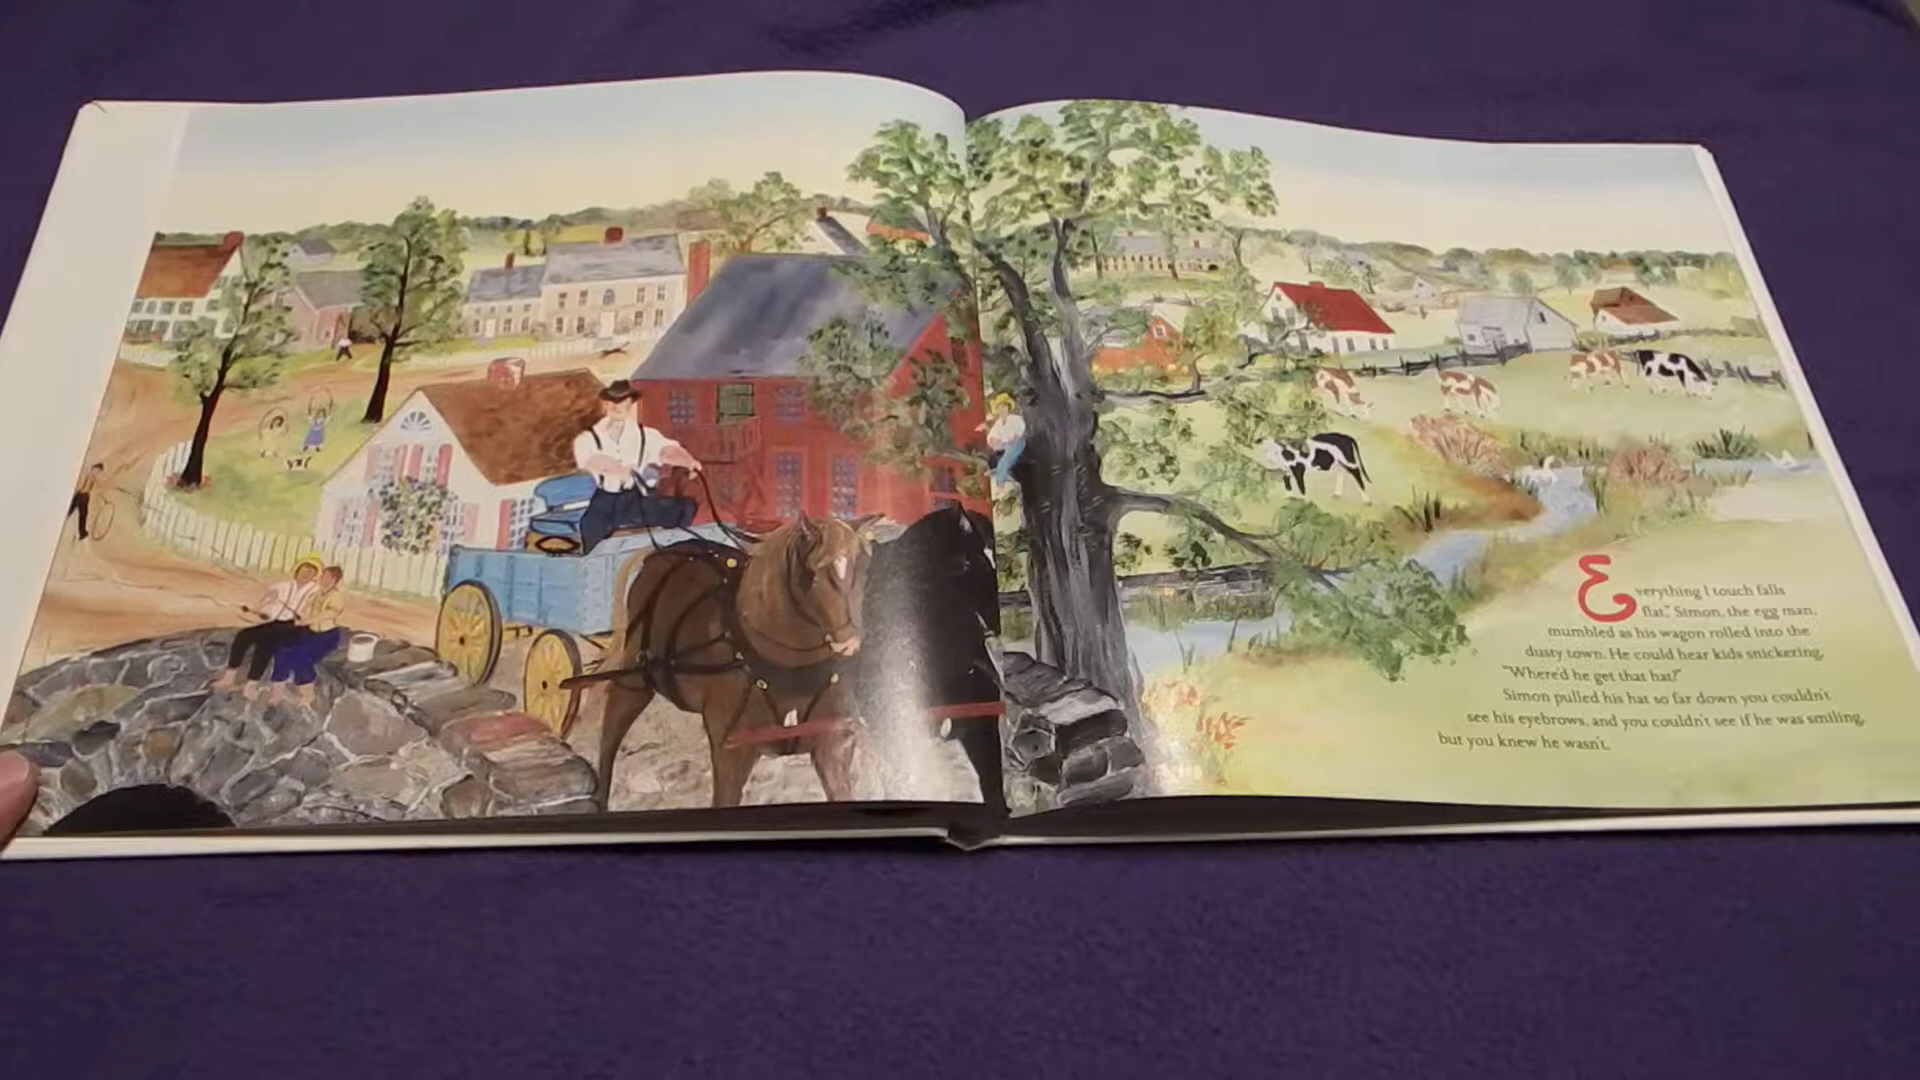 Everything I touch falls
flat," Simon, the egg man,
mumbled as his wagon rolled into the
dusty town. He could hear kids snickering,
"Where'd he get that hat?"
Simon pulled his hat so far down you couldn't
see his eyebrows, and you couldn't see if he was smiling,
but you knew he wasn't.